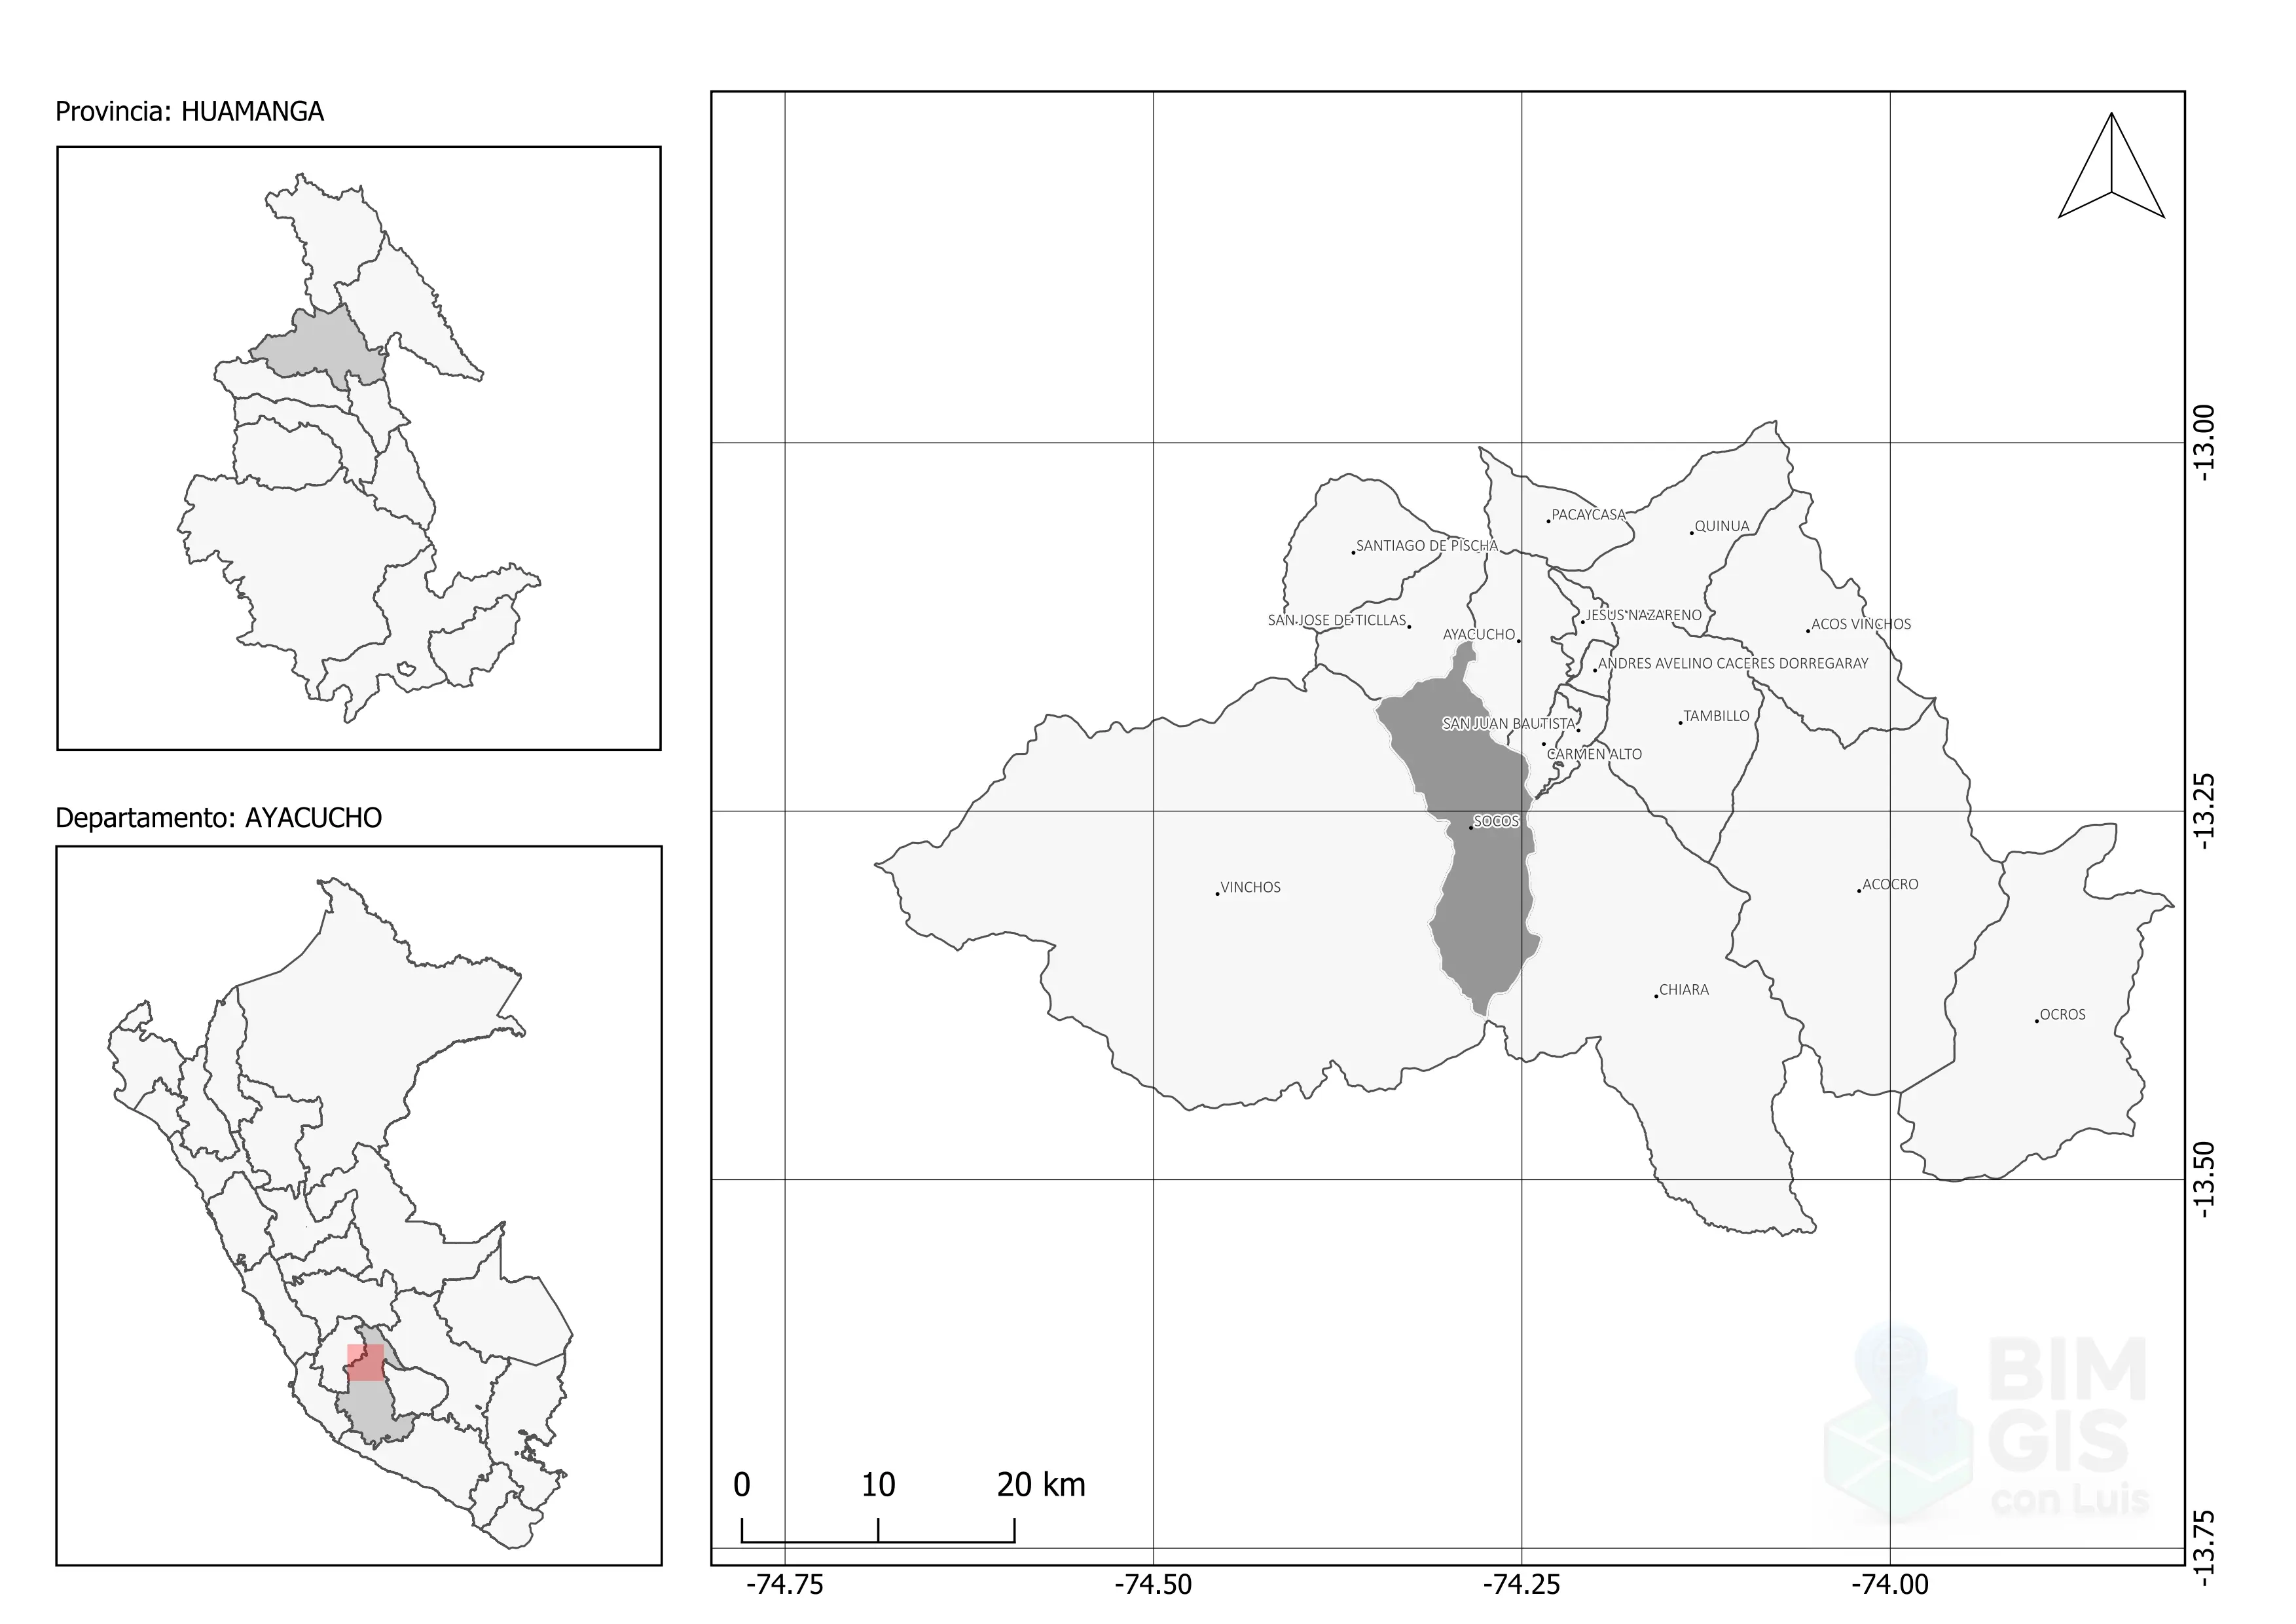 Provincia: HUAMANGA
Departamento: AYACUCHO
PACAYCASA
QUINUA
SANTIAGO DE PISCHA
JESUS NAZARENO
SAN JOSE DE TICLLAS
ACOS VINCHOS
AYACUCHO
ANDRES AVELINO CACERES DORREGARAY
TAMBILLO
SAN JUAN BAUTISTA
CARMEN ALTO
SOCOS
ACOCRO
VINCHOS
CHIARA
OCROS
-13.00
-13.25
-13.50
-13.75
BIM
GIS
con Luis
0 10 20 km
-74.75 -74.50 -74.25 -74.00